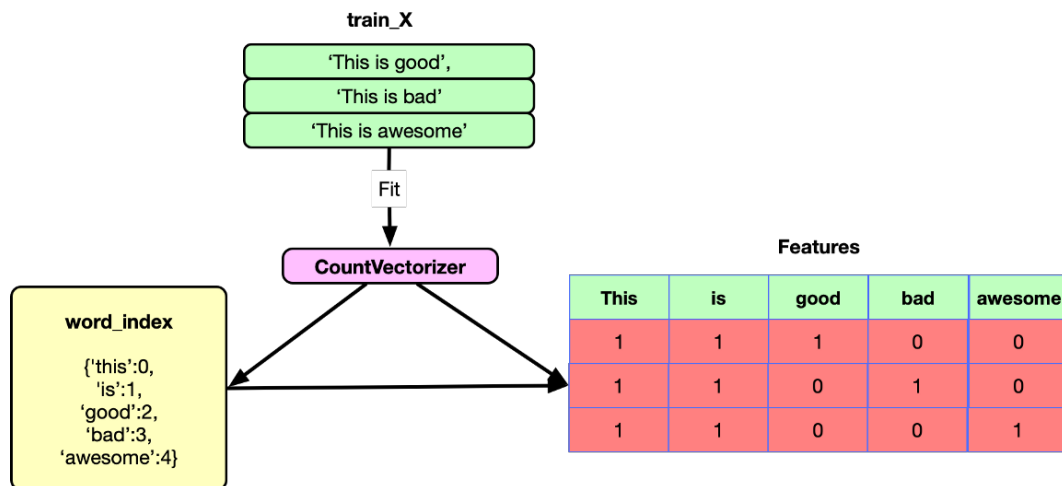 train_X
‘This is good’,
‘This is bad’
‘This is awesome’
Fit
CountVectorizer
word_index
{'this':0,
'is':1,
‘good’:2,
‘bad’:3,
‘awesome’:4}
Features
This is good bad awesome
1 1 1 0 0
1 1 0 1 0
1 1 0 0 1